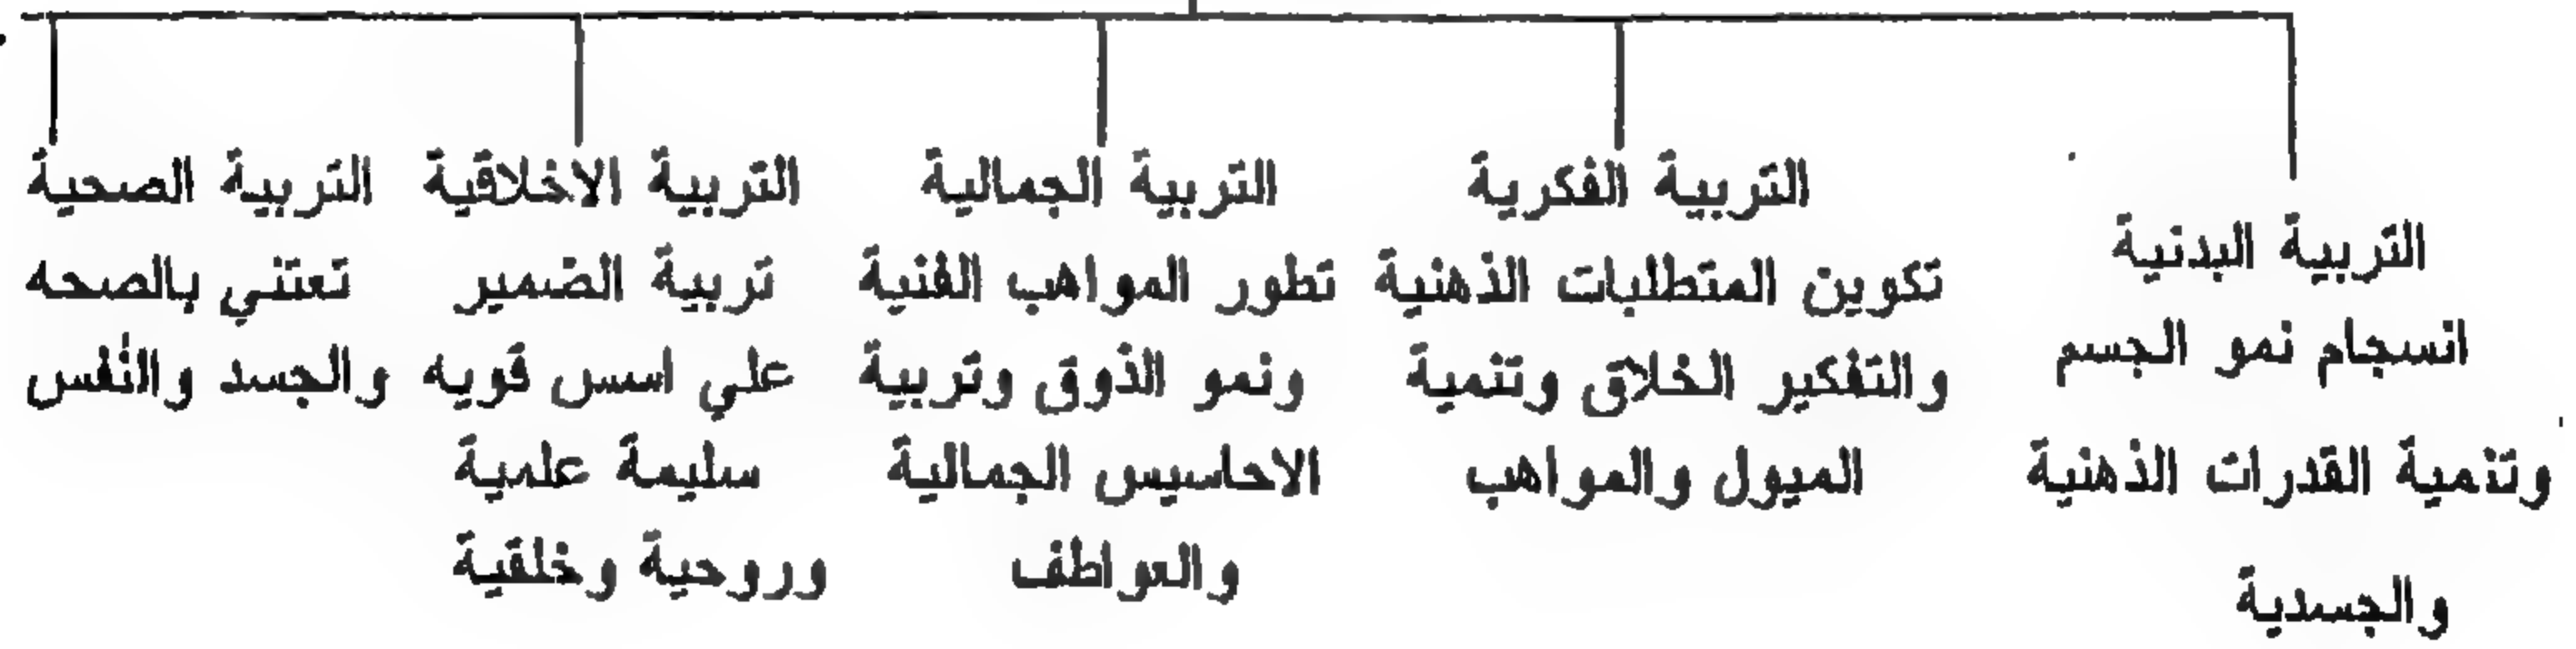 التربية البدنية
انسجام نمو الجسم
وتنمية القدرات الذهنية
والجسدية
التربية الفكرية
تكوين المتطلبات الذهنية
والتفكير الخلاق وتنمية
الميول والمواهب
التربية الجمالية
تطور المواهب الفنية
ونمو الذوق وتربية
الاحاسيس الجمالية
والعواطف
التربية الاخلاقية
تربية الضمير
علي اسس قويه
سليمة علمية
وروحية وخلقية
التربية الصحية
تعتني بالصحه
والجسد والنفس